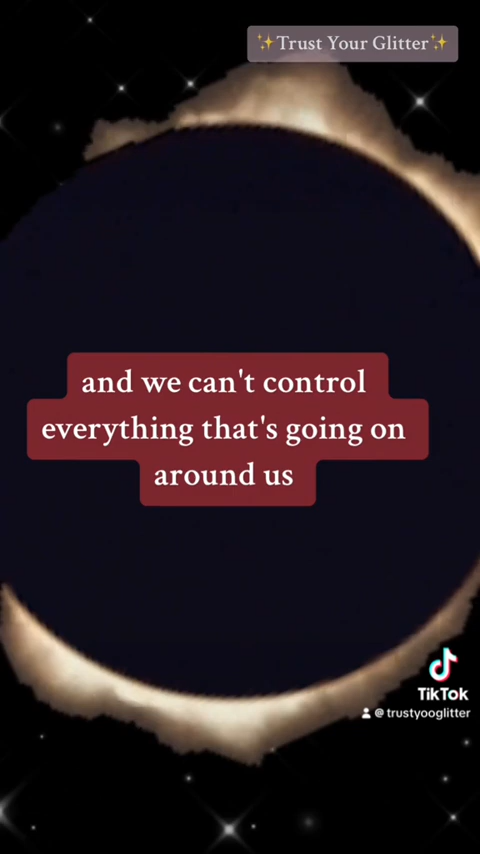 ✨Trust Your Glitter✨
and we can't control
everything that's going on
around us
TikTok
@trustyooglitter